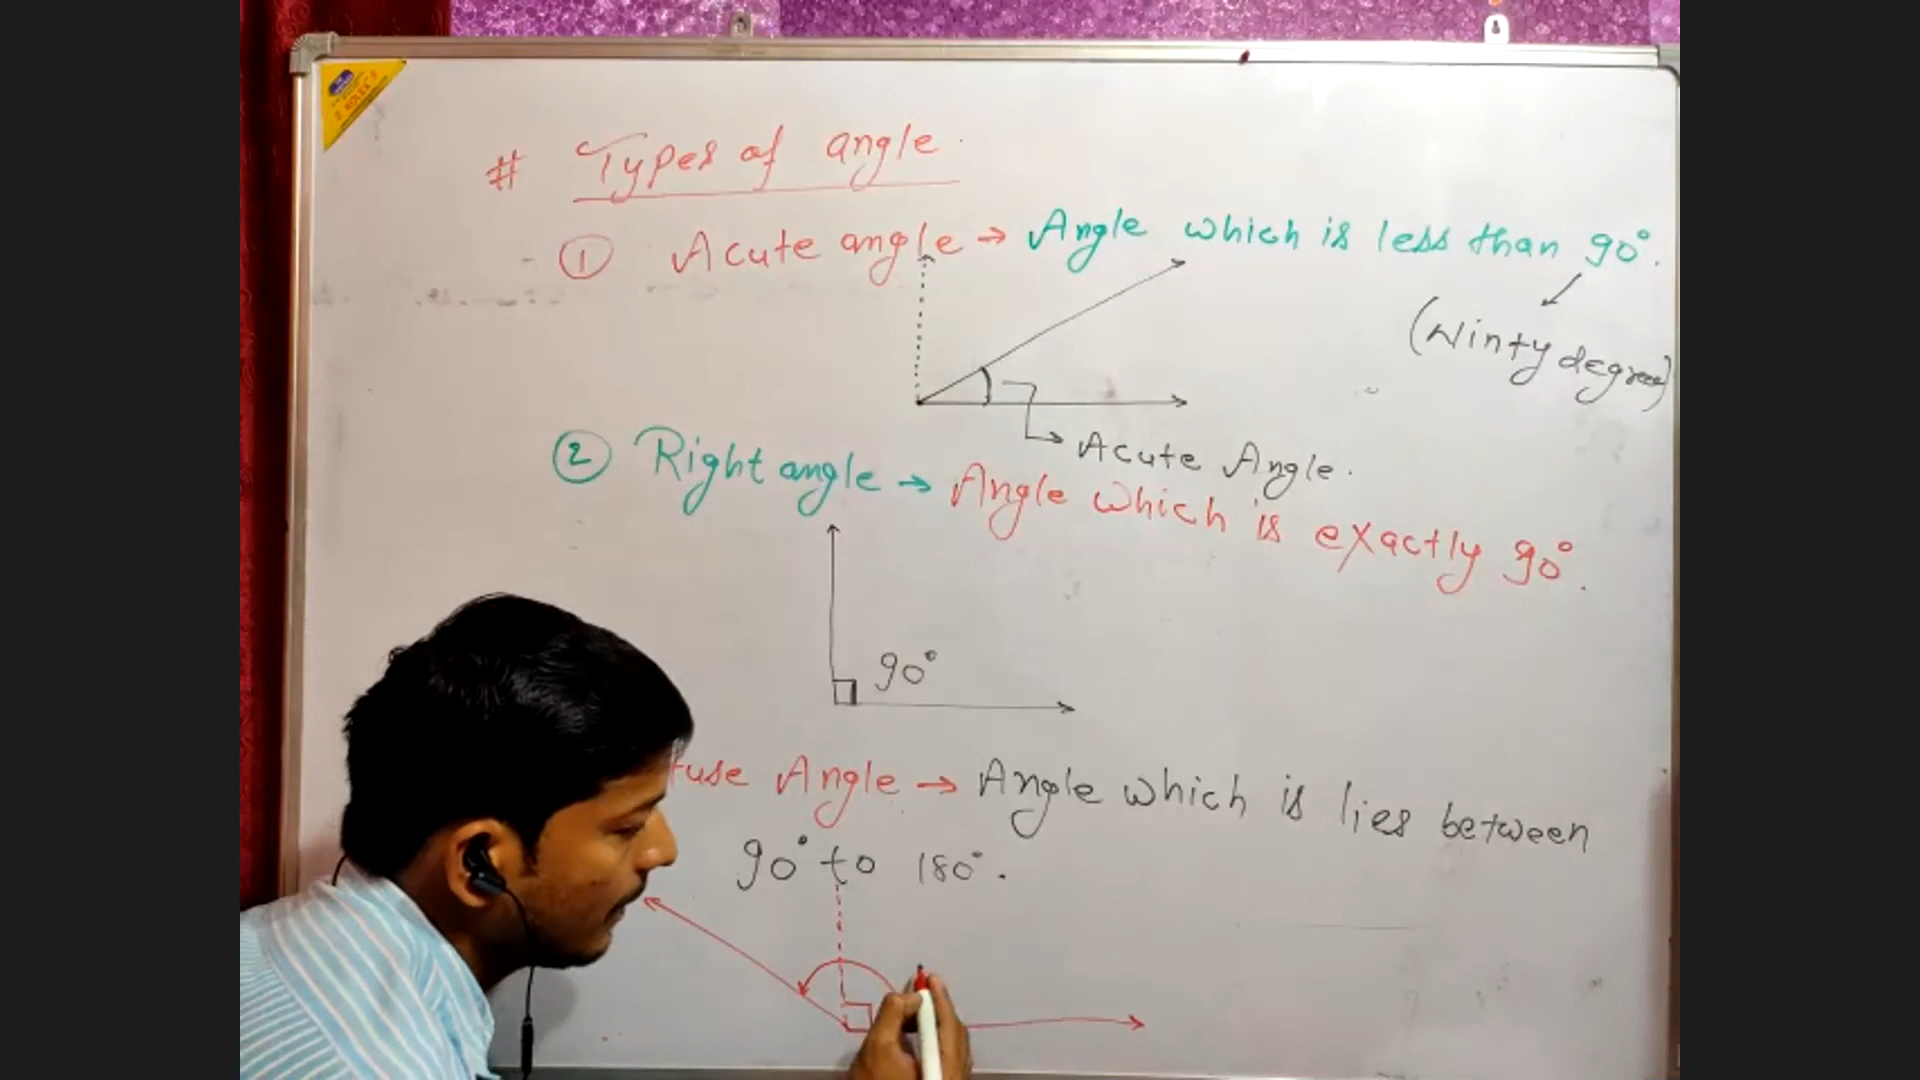 # Types of angle.
① Acute angle → Angle which is less than 90°.
(Ninty degree)
Acute Angle.
② Right angle → Angle which is exactly 90°.
90°
tuse Angle → Angle which is lies between
90° to 180°.